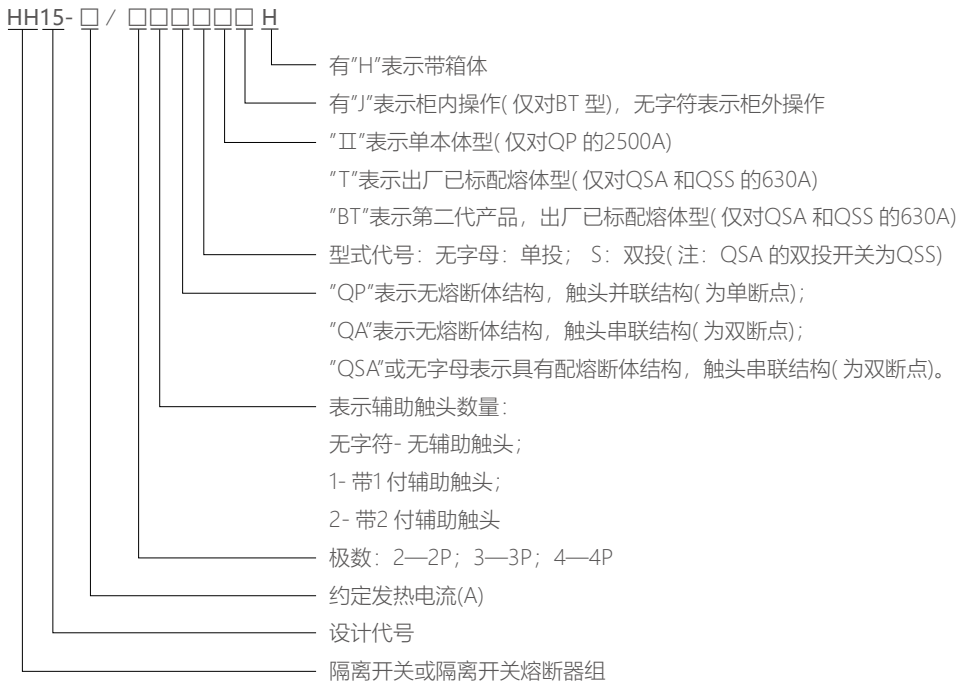 HH15- □ / □□□□□□ H
有"H"表示带箱体
有"J"表示柜内操作( 仅对BT 型)，无字符表示柜外操作
"Ⅱ"表示单本体型( 仅对QP 的2500A)
"T"表示出厂已标配熔体型( 仅对QSA 和QSS 的630A)
"BT"表示第二代产品，出厂已标配熔体型( 仅对QSA 和QSS 的630A)
型式代号：无字母：单投； S：双投( 注：QSA 的双投开关为QSS)
"QP"表示无熔断体结构，触头并联结构( 为单断点)；
"QA"表示无熔断体结构，触头串联结构( 为双断点)；
"QSA"或无字母表示具有配熔断体结构，触头串联结构( 为双断点)。
表示辅助触头数量：
无字符- 无辅助触头；
1- 带1 付辅助触头；
2- 带2 付辅助触头
极数：2—2P；3—3P；4—4P
约定发热电流(A)
设计代号
隔离开关或隔离开关熔断器组